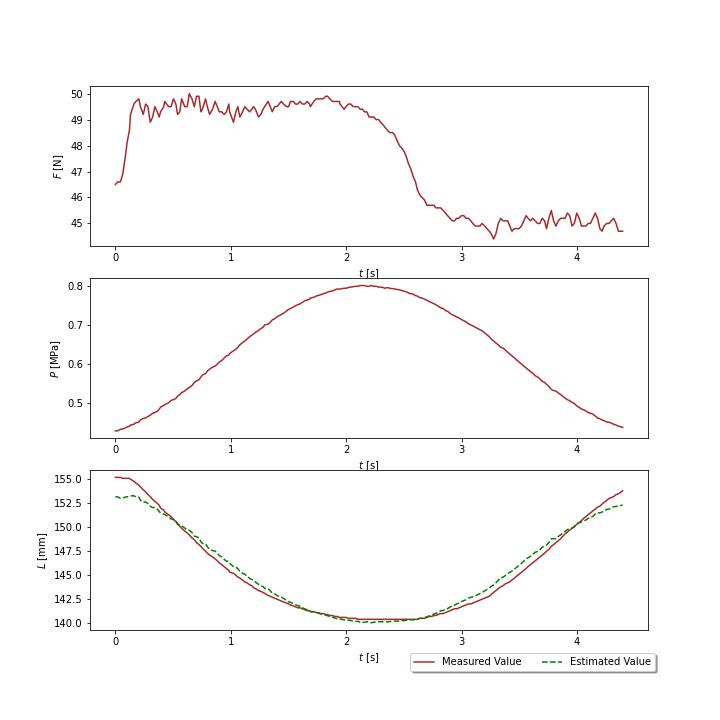 50
49
48
47
46
45
F [N]
0 1 2 3 4
t [s]
0.8
0.7
0.6
0.5
P [MPa]
0 1 2 3 4
t [s]
155.0
152.5
150.0
147.5
145.0
142.5
140.0
L [mm]
0 1 2 3 4
t [s]
Measured Value Estimated Value